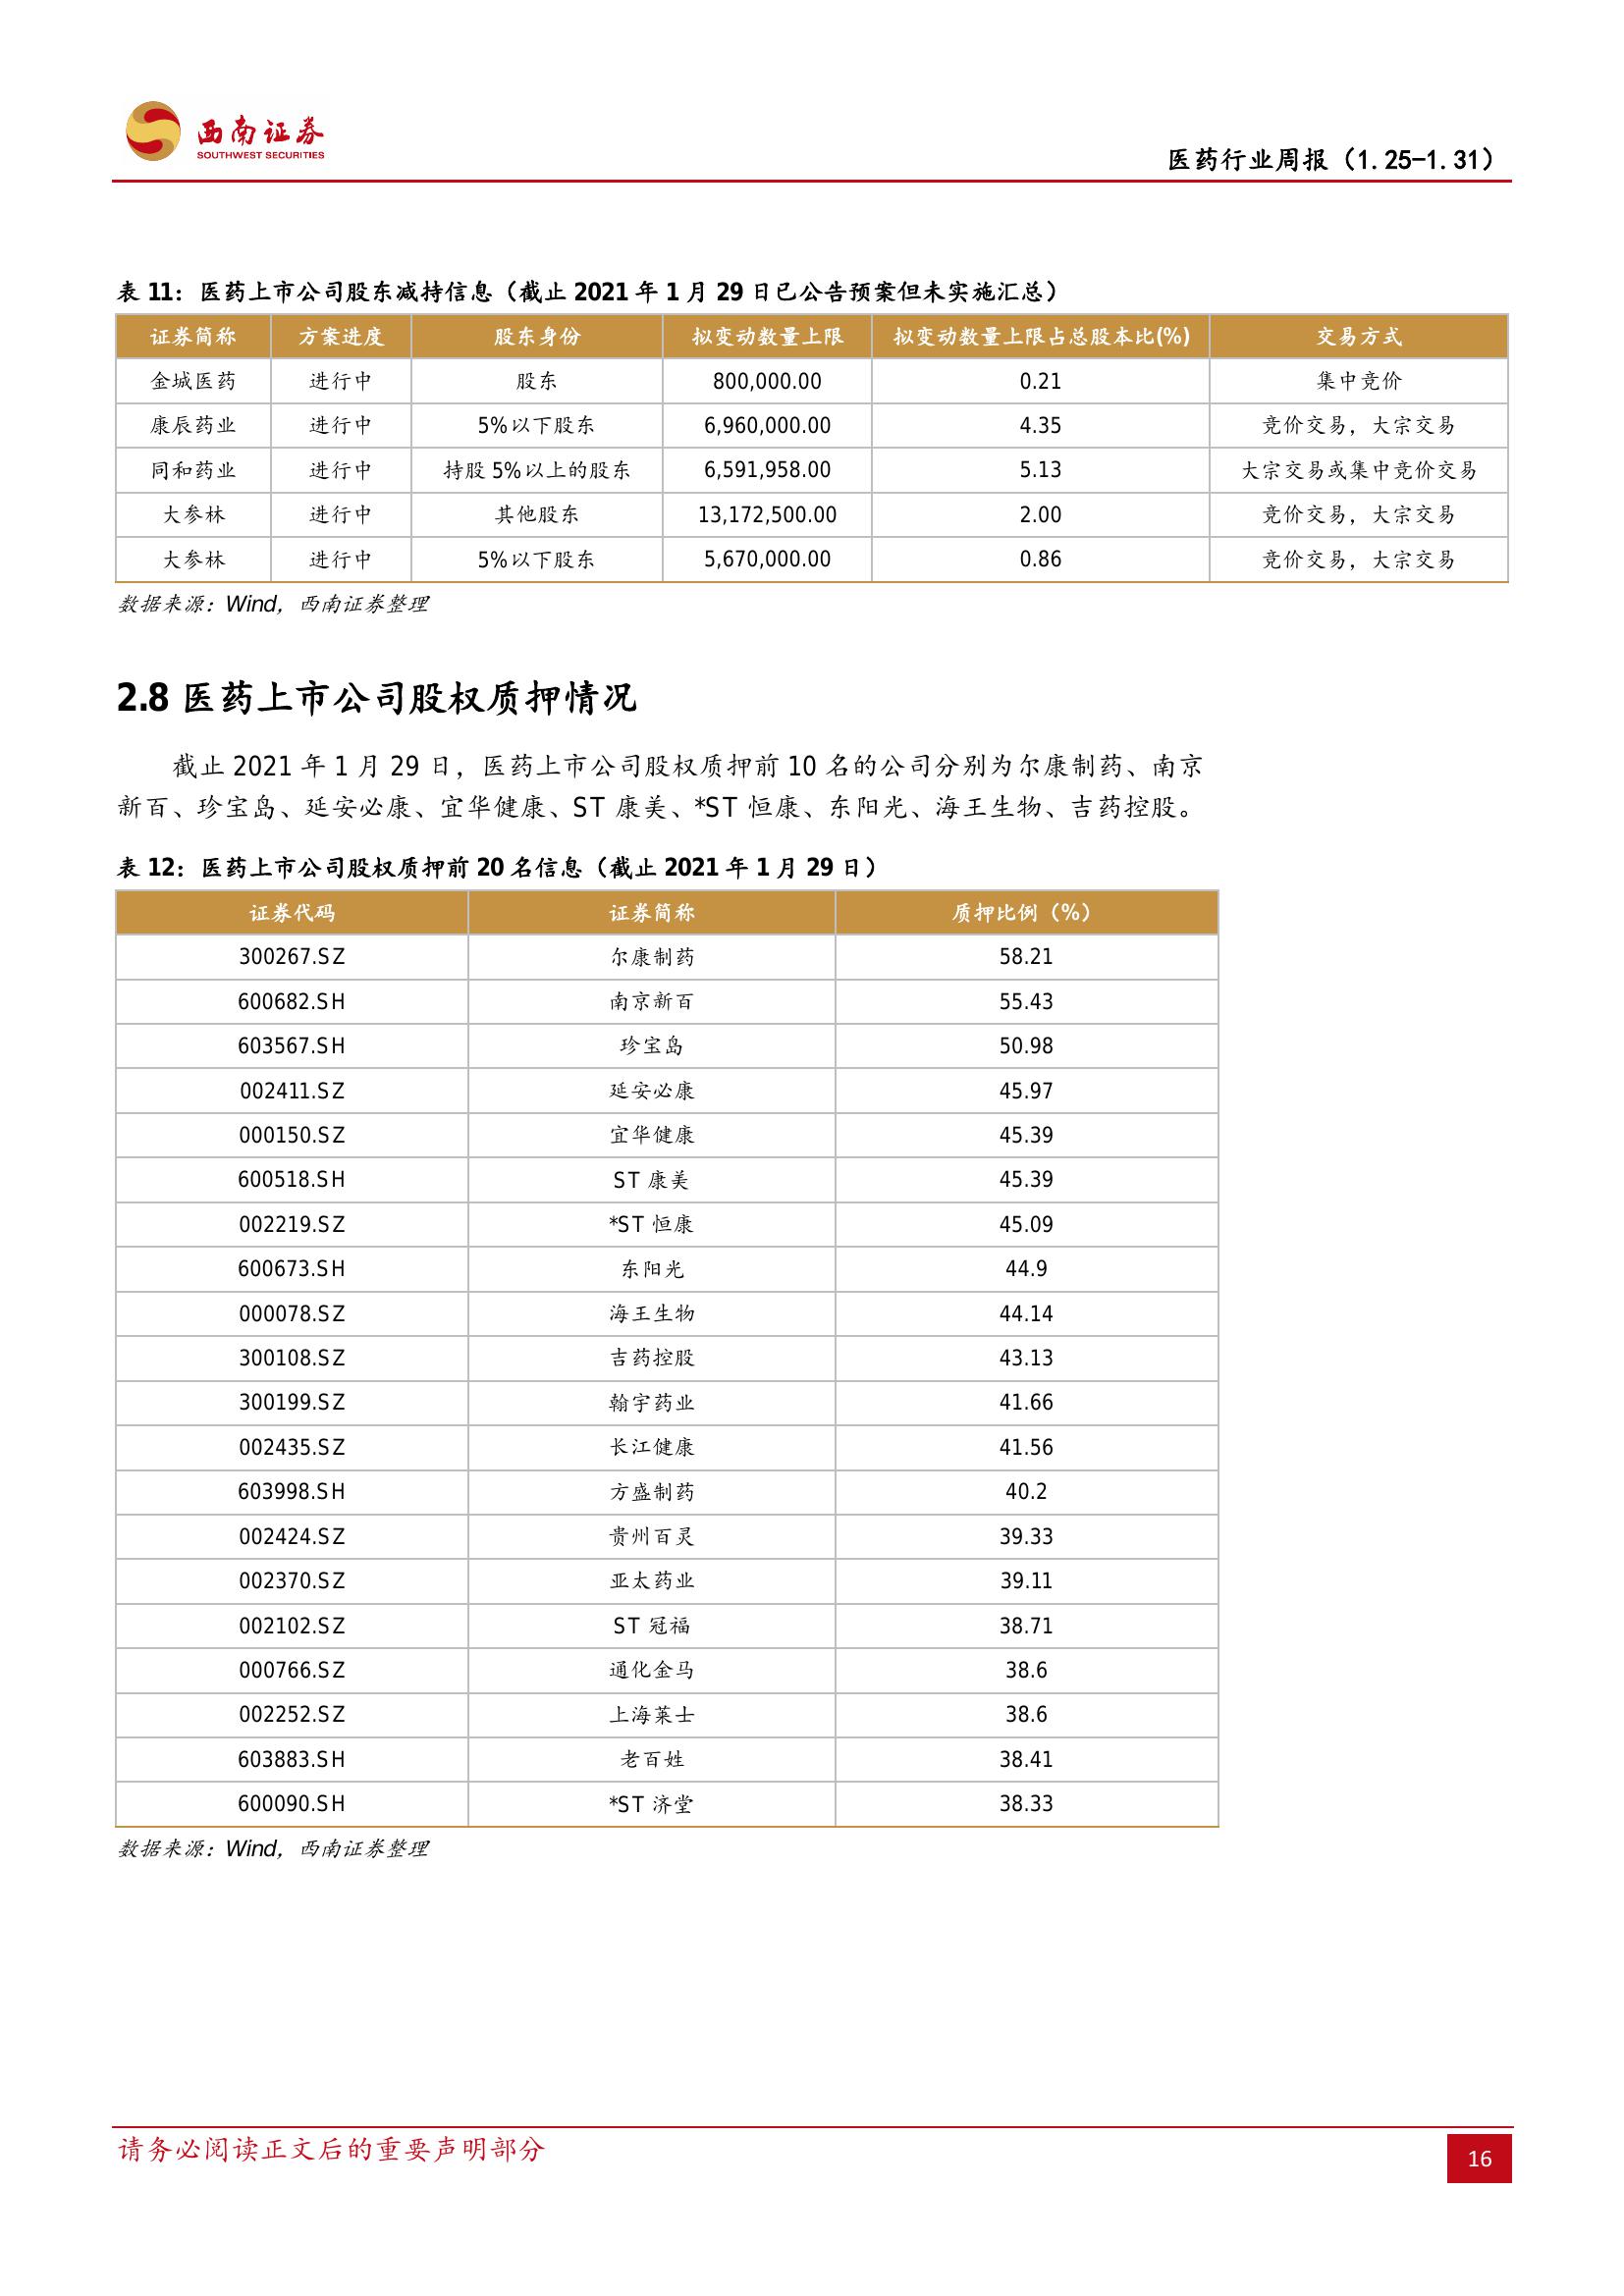 西南证券
SOUTHWEST SECURITIES
医药行业周报（1.25-1.31）
表 11：医药上市公司股东减持信息（截止 2021 年 1 月 29 日已公告预案但未实施汇总）
证券简称 方案进度 股东身份 拟变动数量上限 拟变动数量上限占总股本比(%) 交易方式
金城医药 进行中 股东 800,000.00 0.21 集中竞价
康辰药业 进行中 5%以下股东 6,960,000.00 4.35 竞价交易，大宗交易
同和药业 进行中 持股 5%以上的股东 6,591,958.00 5.13 大宗交易或集中竞价交易
大参林 进行中 其他股东 13,172,500.00 2.00 竞价交易，大宗交易
大参林 进行中 5%以下股东 5,670,000.00 0.86 竞价交易，大宗交易
数据来源：Wind，西南证券整理
2.8 医药上市公司股权质押情况
截止 2021 年 1 月 29 日，医药上市公司股权质押前 10 名的公司分别为尔康制药、南京
新百、珍宝岛、延安必康、宜华健康、ST 康美、*ST 恒康、东阳光、海王生物、吉药控股。
表 12：医药上市公司股权质押前 20 名信息（截止 2021 年 1 月 29 日）
证券代码 证券简称 质押比例（%）
300267.SZ 尔康制药 58.21
600682.SH 南京新百 55.43
603567.SH 珍宝岛 50.98
002411.SZ 延安必康 45.97
000150.SZ 宜华健康 45.39
600518.SH ST 康美 45.39
002219.SZ *ST 恒康 45.09
600673.SH 东阳光 44.9
000078.SZ 海王生物 44.14
300108.SZ 吉药控股 43.13
300199.SZ 翰宇药业 41.66
002435.SZ 长江健康 41.56
603998.SH 方盛制药 40.2
002424.SZ 贵州百灵 39.33
002370.SZ 亚太药业 39.11
002102.SZ ST 冠福 38.71
000766.SZ 通化金马 38.6
002252.SZ 上海莱士 38.6
603883.SH 老百姓 38.41
600090.SH *ST 济堂 38.33
数据来源：Wind，西南证券整理
请务必阅读正文后的重要声明部分
16